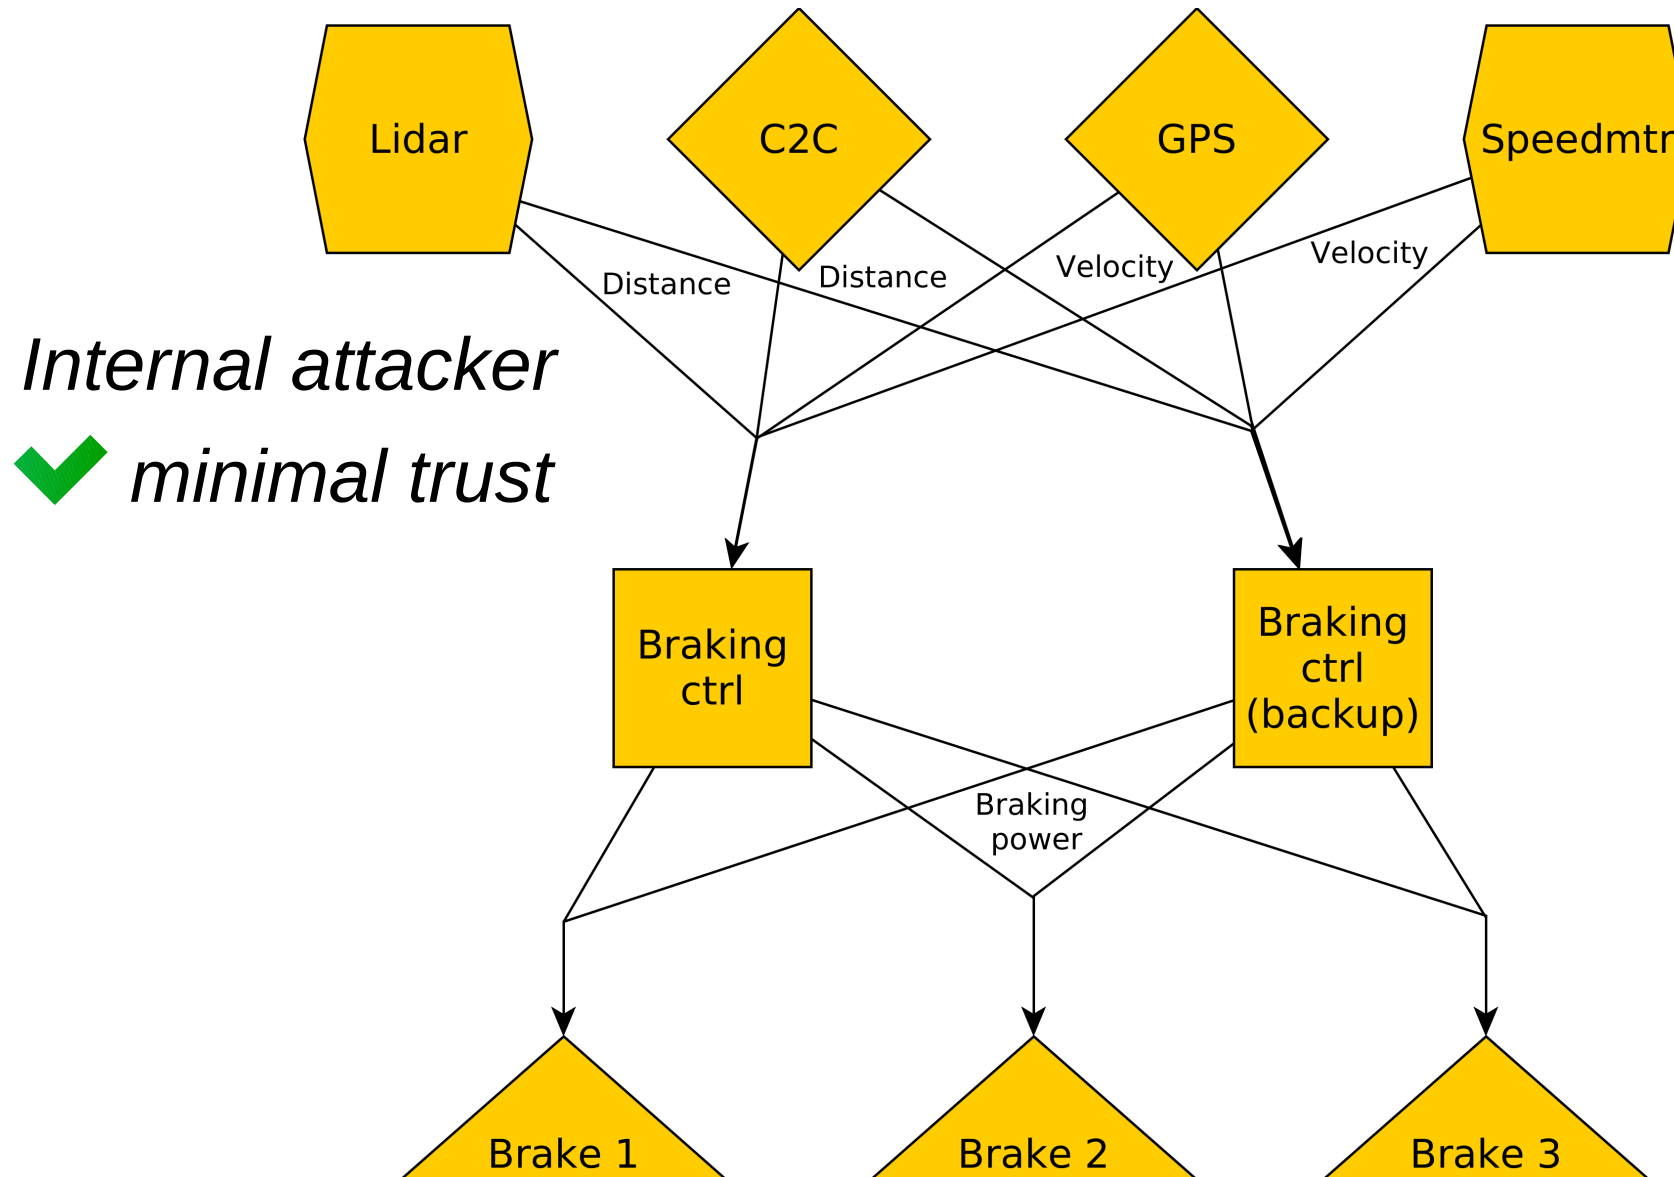 Lidar
C2C
GPS
Speedmtr
Distance
Distance
Velocity
Velocity
Internal attacker
minimal trust
Braking
ctrl
Braking
ctrl
(backup)
Braking
power
Brake 1
Brake 2
Brake 3